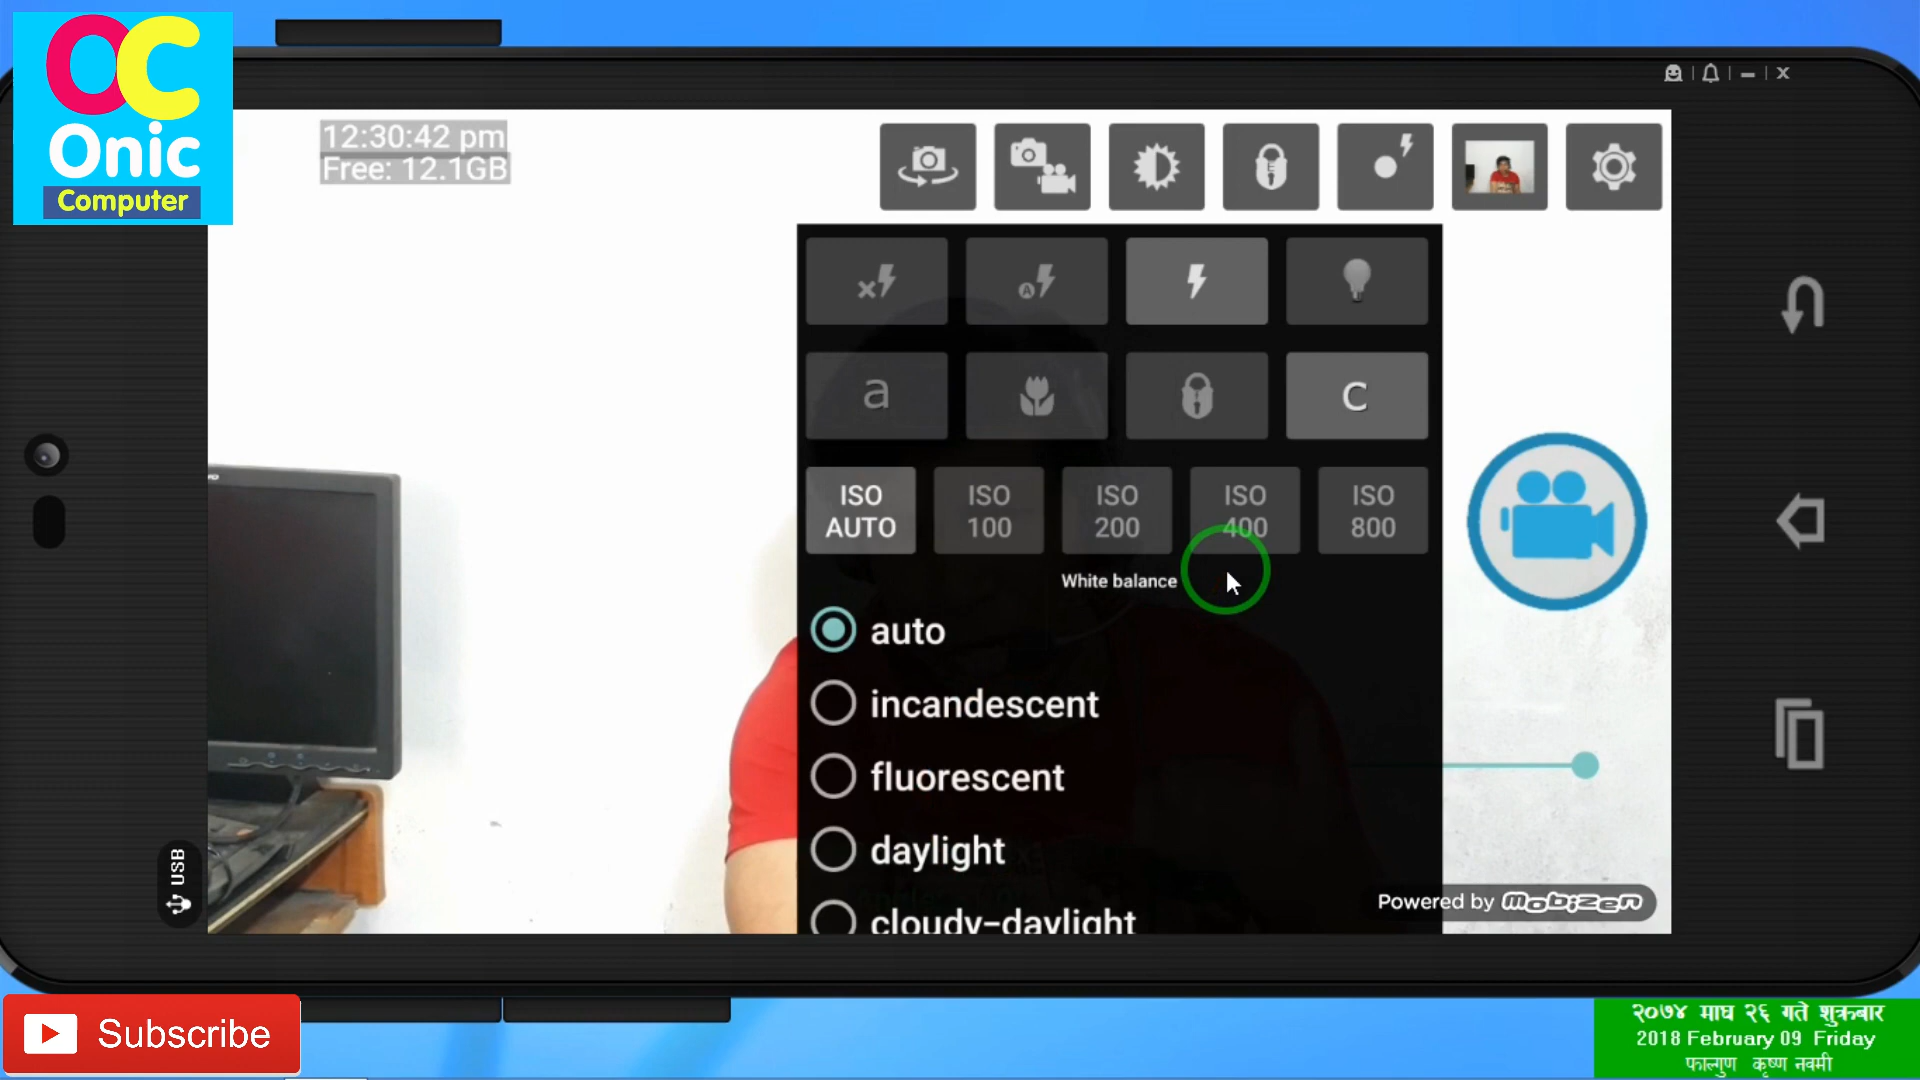 OC
Onic
Computer
12:30:42 pm
Free: 12.1GB
A
a
C
ISO AUTO
ISO 100
ISO 200
ISO 400
ISO 800
White balance
auto
incandescent
fluorescent
daylight
cloudy-daylight
USB
Powered by mobizen
Subscribe
२०७४ माघ २६ गते शुक्रबार
2018 February 09 Friday
फाल्गुण कृष्ण नवमी